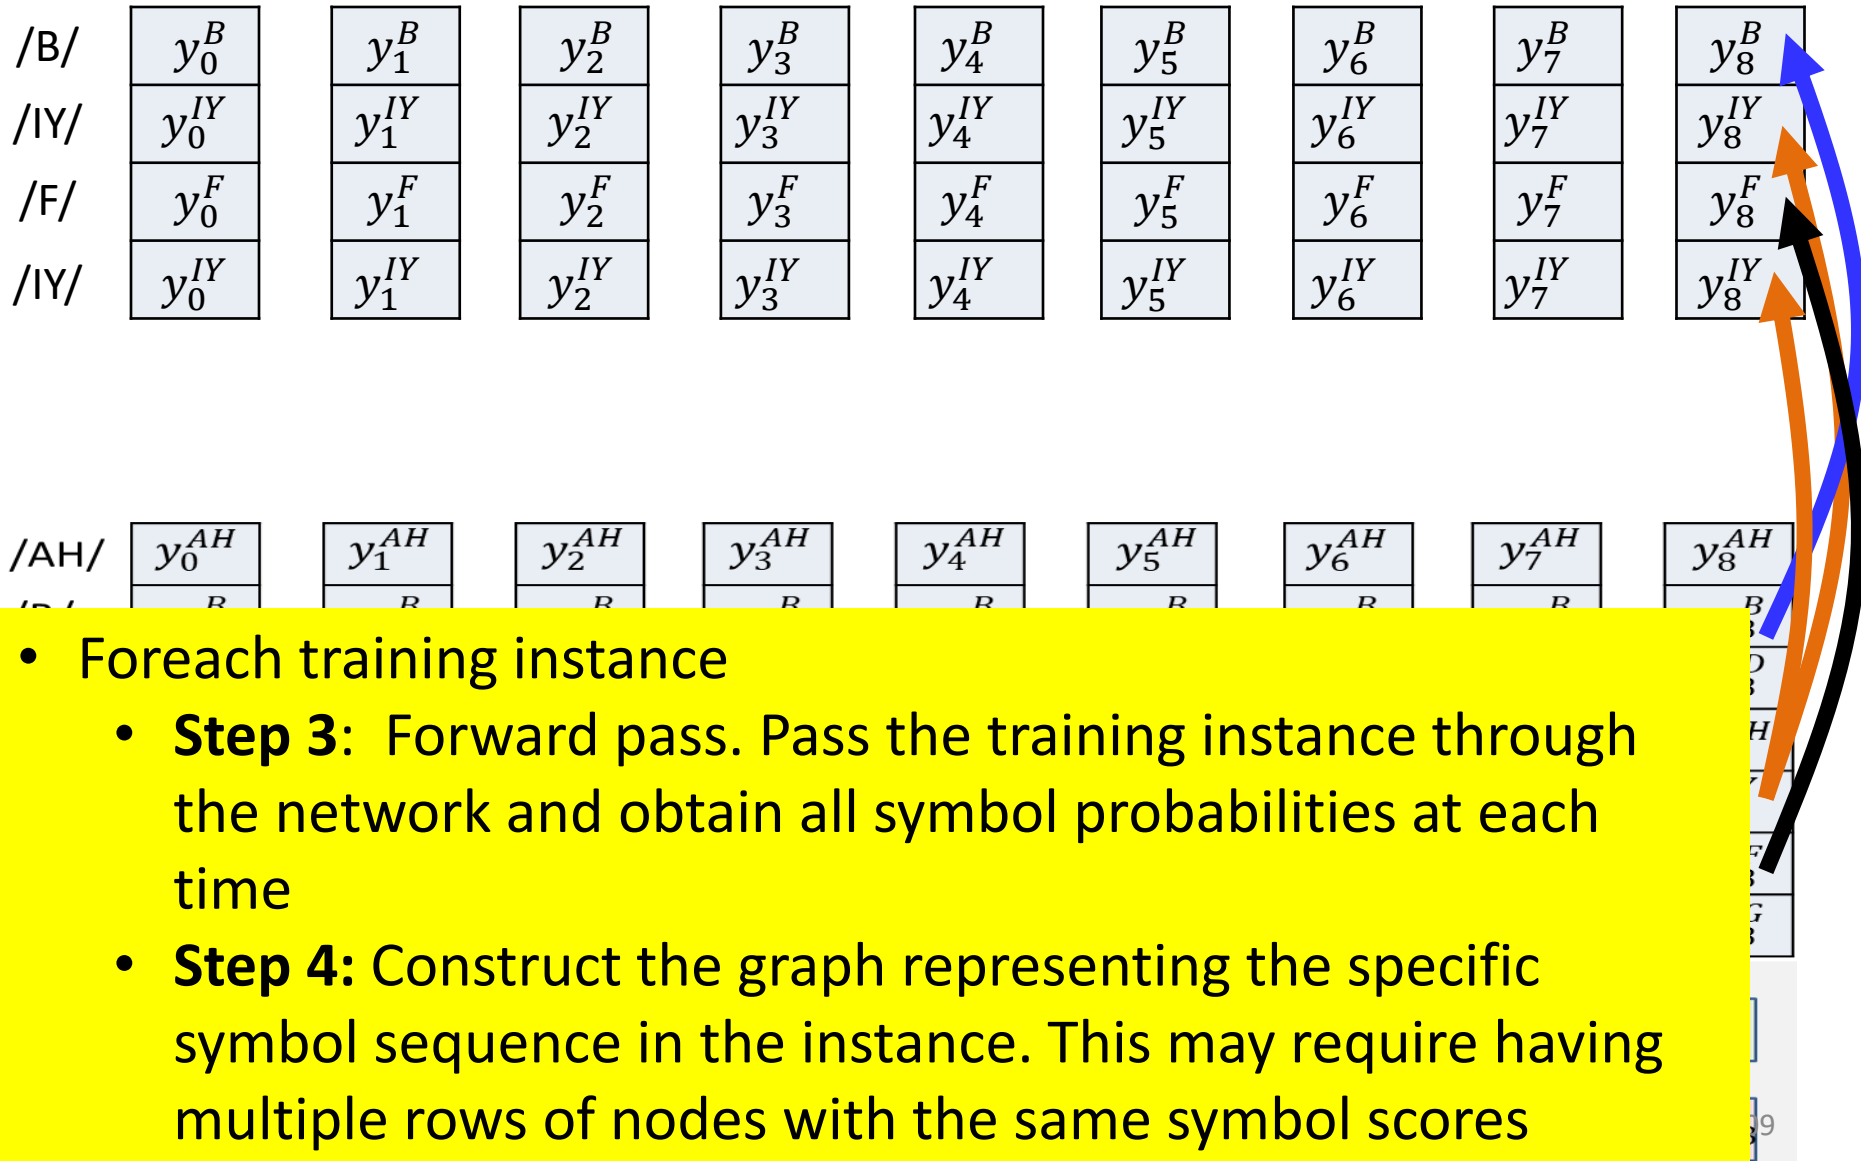 /B/ y_0^B y_1^B y_2^B y_3^B y_4^B y_5^B y_6^B y_7^B y_8^B
/IY/ y_0^{IY} y_1^{IY} y_2^{IY} y_3^{IY} y_4^{IY} y_5^{IY} y_6^{IY} y_7^{IY} y_8^{IY}
/F/ y_0^F y_1^F y_2^F y_3^F y_4^F y_5^F y_6^F y_7^F y_8^F
/IY/ y_0^{IY} y_1^{IY} y_2^{IY} y_3^{IY} y_4^{IY} y_5^{IY} y_6^{IY} y_7^{IY} y_8^{IY}
/AH/ y_0^{AH} y_1^{AH} y_2^{AH} y_3^{AH} y_4^{AH} y_5^{AH} y_6^{AH} y_7^{AH} y_8^{AH}
• Foreach training instance
• Step 3: Forward pass. Pass the training instance through
the network and obtain all symbol probabilities at each
time
• Step 4: Construct the graph representing the specific
symbol sequence in the instance. This may require having
multiple rows of nodes with the same symbol scores